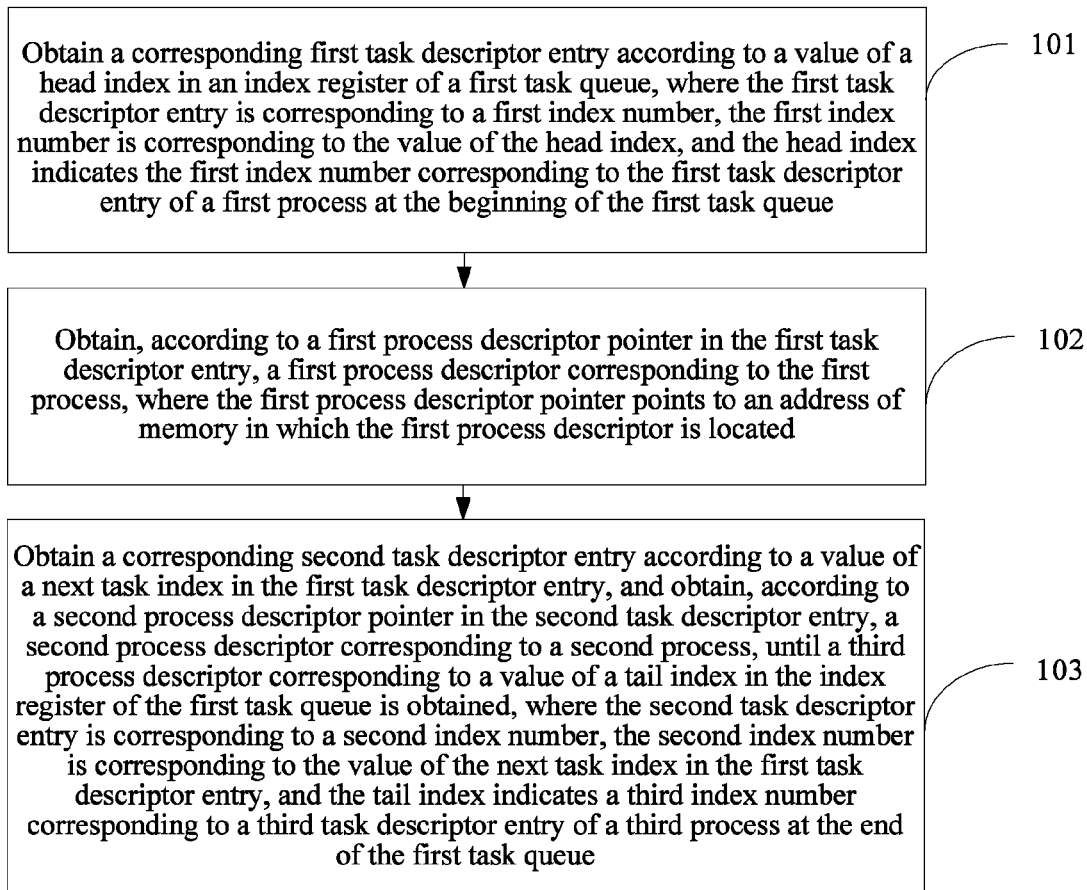 Obtain a corresponding first task descriptor entry according to a value of a
head index in an index register of a first task queue, where the first task
descriptor entry is corresponding to a first index number, the first index
number is corresponding to the value of the head index, and the head index
indicates the first index number corresponding to the first task descriptor
entry of a first process at the beginning of the first task queue
101
Obtain, according to a first process descriptor pointer in the first task
descriptor entry, a first process descriptor corresponding to the first
process, where the first process descriptor pointer points to an address of
memory in which the first process descriptor is located
102
Obtain a corresponding second task descriptor entry according to a value of
a next task index in the first task descriptor entry, and obtain, according to
a second process descriptor pointer in the second task descriptor entry, a
second process descriptor corresponding to a second process, until a third
process descriptor corresponding to a value of a tail index in the index
register of the first task queue is obtained, where the second task descriptor
entry is corresponding to a second index number, the second index number
is corresponding to the value of the next task index in the first task
descriptor entry, and the tail index indicates a third index number
corresponding to a third task descriptor entry of a third process at the end
of the first task queue
103